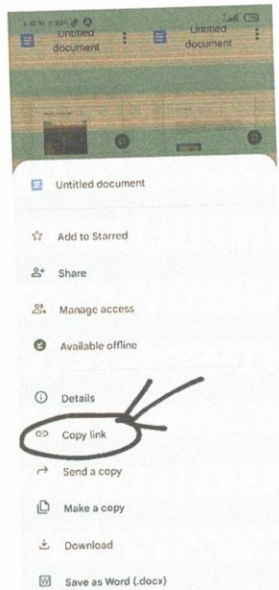 Untitled
document
Untitled
document
Untitled document
Add to Starred
Share
Manage access
Available offline
Details
Copy link
Send a copy
Make a copy
Download
Save as Word (.docx)